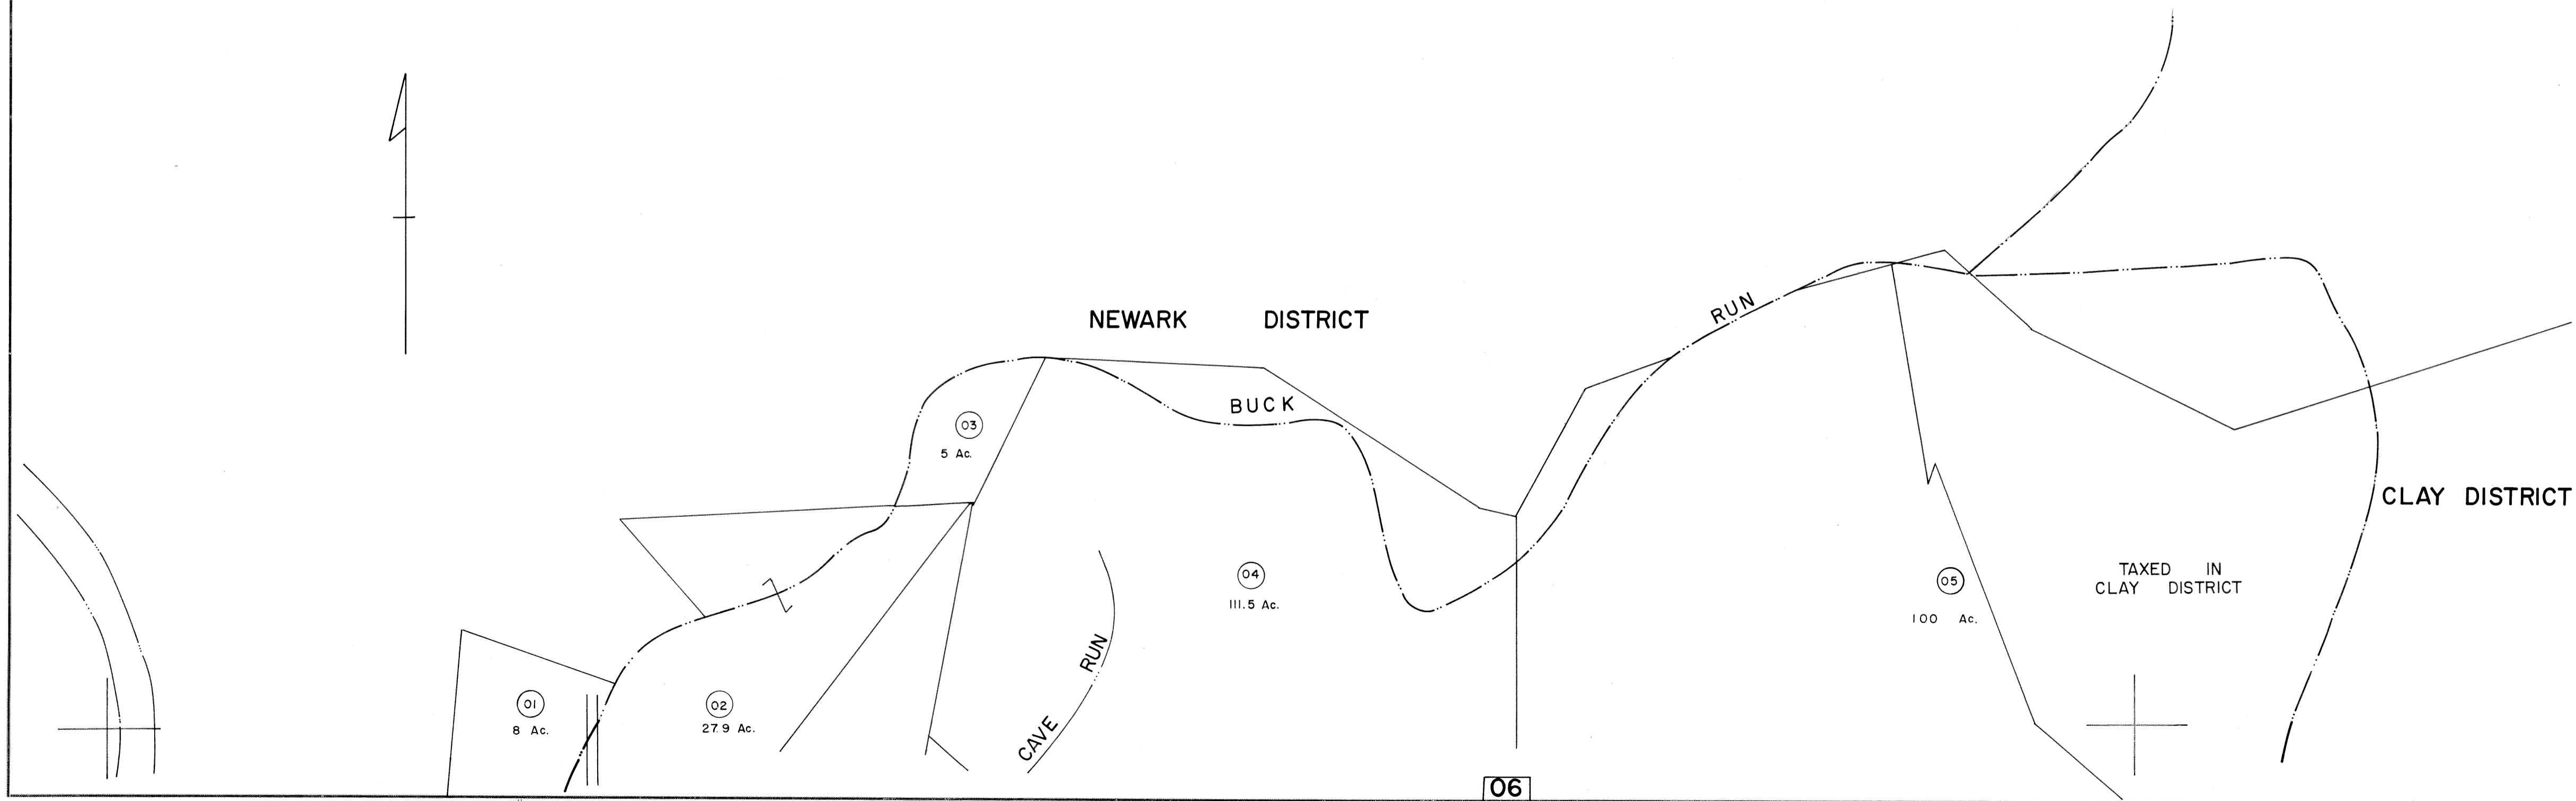 NEWARK DISTRICT
RUN
BUCK
03
5 Ac.
CLAY DISTRICT
04
111.5 Ac.
05
100 Ac.
TAXED IN
CLAY DISTRICT
CAVE RUN
01
8 Ac.
02
27.9 Ac.
06